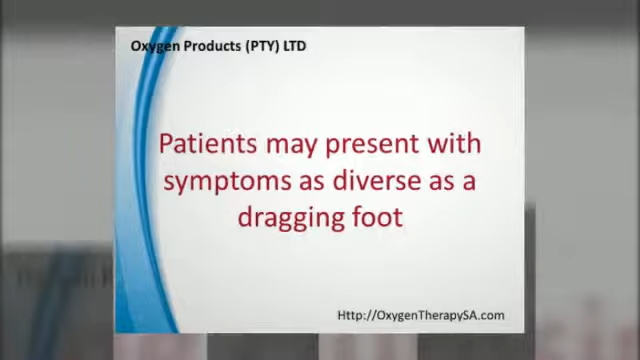 Oxygen Products (PTY) LTD
Patients may present with
symptoms as diverse as a
dragging foot
Http://OxygenTherapySA.com